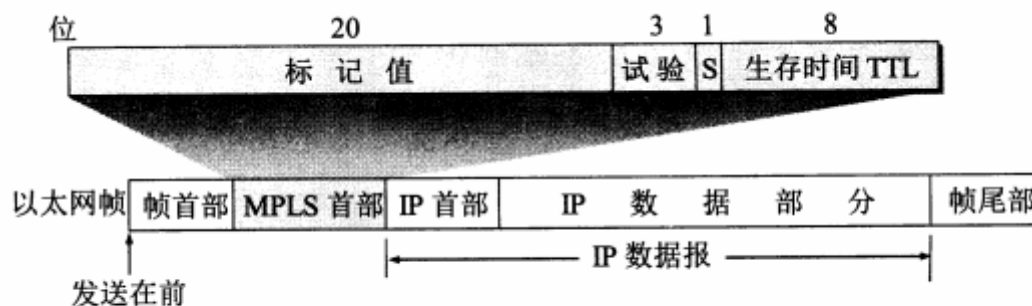 位 20 3 1 8
标记值 试验 S 生存时间 TTL
以太网帧 帧首部 MPLS 首部 IP 首部 IP 数据部分 帧尾部
IP 数据报
发送在前